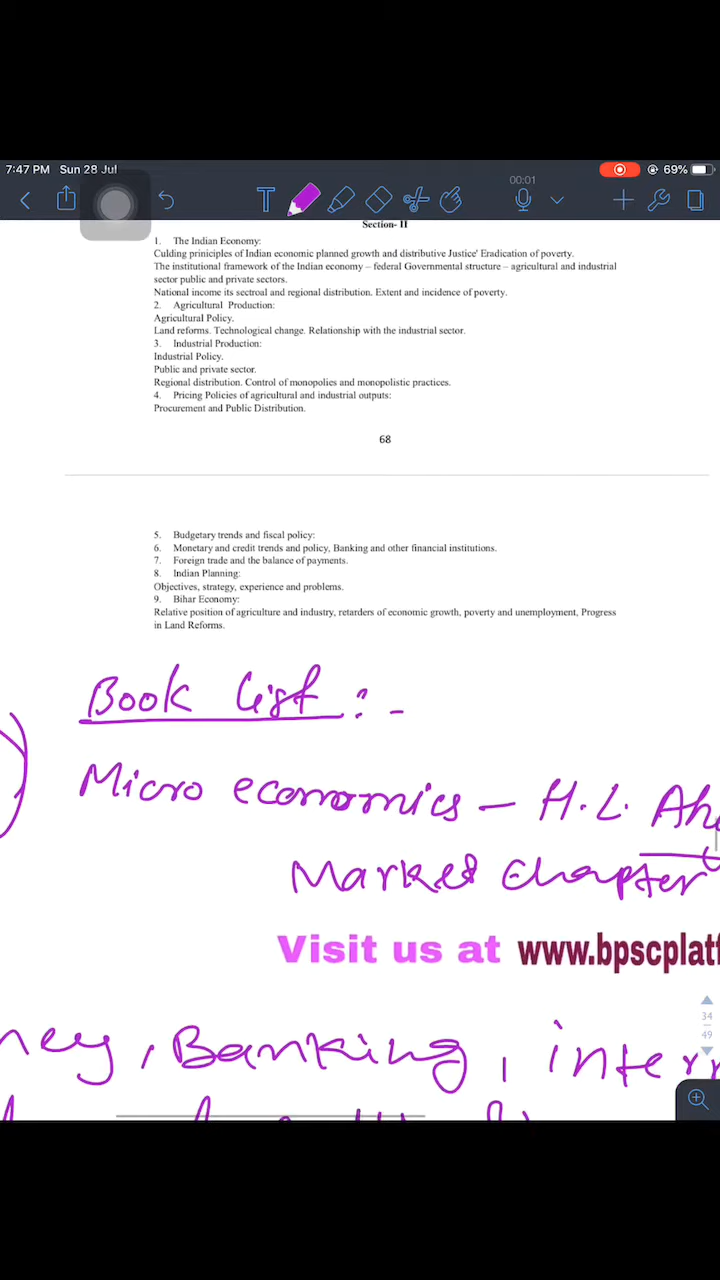 7:47 PM Sun 28 Jul
69%
00:01
T
Section- II
1. The Indian Economy:
Culding priniciples of Indian economic planned growth and distributive Justice' Eradication of poverty.
The institutional framework of the Indian economy – federal Governmental structure – agricultural and industrial
sector public and private sectors.
National income its sectroal and regional distribution. Extent and incidence of poverty.
2. Agricultural Production:
Agricultural Policy.
Land reforms. Technological change. Relationship with the industrial sector.
3. Industrial Production:
Industrial Policy.
Public and private sector.
Regional distribution. Control of monopolies and monopolistic practices.
4. Pricing Policies of agricultural and industrial outputs:
Procurement and Public Distribution.
68
5. Budgetary trends and fiscal policy:
6. Monetary and credit trends and policy, Banking and other financial institutions.
7. Foreign trade and the balance of payments.
8. Indian Planning:
Objectives, strategy, experience and problems.
9. Bihar Economy:
Relative position of agriculture and industry, retarders of economic growth, poverty and unemployment, Progress
in Land Reforms.
Book list :-
Micro economics – H.L. Ah
Market Chapter
Visit us at www.bpscplatf
34
49
ney, Banking, intern